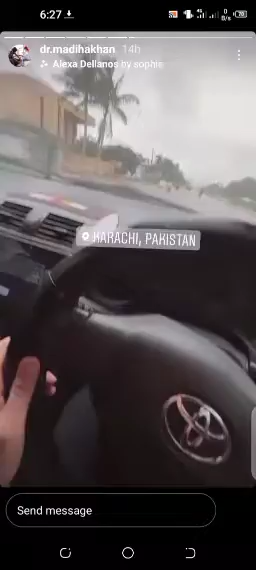 6:27
dr.madihakhan 14h
Alexa Dellanos by sophie
KARACHI, PAKISTAN
Send message